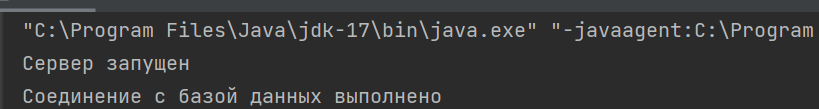 "C:\Program Files\Java\jdk-17\bin\java.exe" "-javaagent:C:\Program
Сервер запущен
Соединение с базой данных выполнено